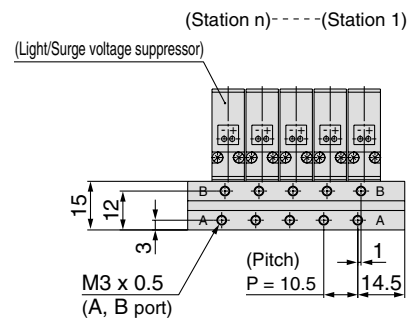 (Station n)-----(Station 1)
(Light/Surge voltage suppressor)
- + - + - + - + - +
B B
A A
15
12
3
1
(Pitch)
P = 10.5
14.5
M3 x 0.5
(A, B port)